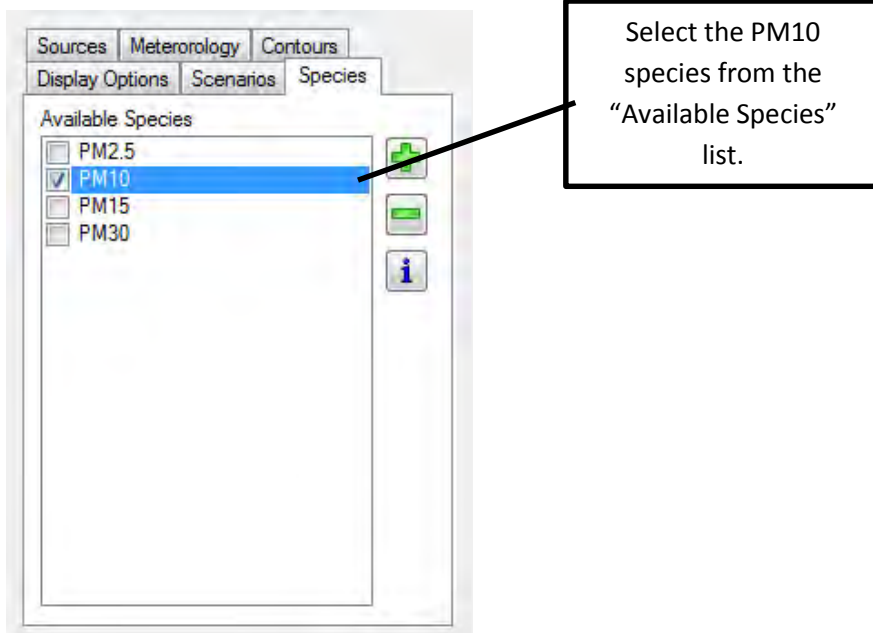 Sources Meterorology Contours
Display Options Scenarios Species
Available Species
PM2.5
PM10
PM15
PM30
i
Select the PM10
species from the
“Available Species”
list.